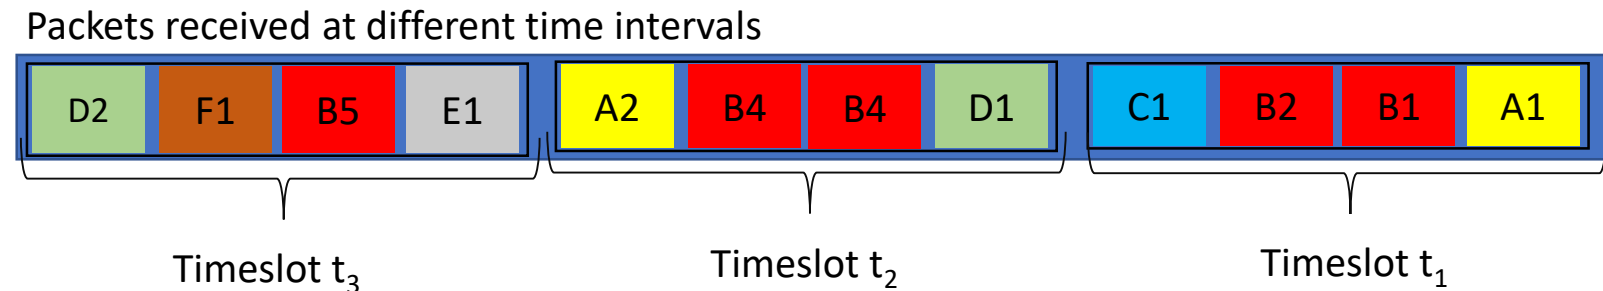 Packets received at different time intervals
D2 F1 B5 E1 A2 B4 B4 D1 C1 B2 B1 A1
Timeslot t3 Timeslot t2 Timeslot t1